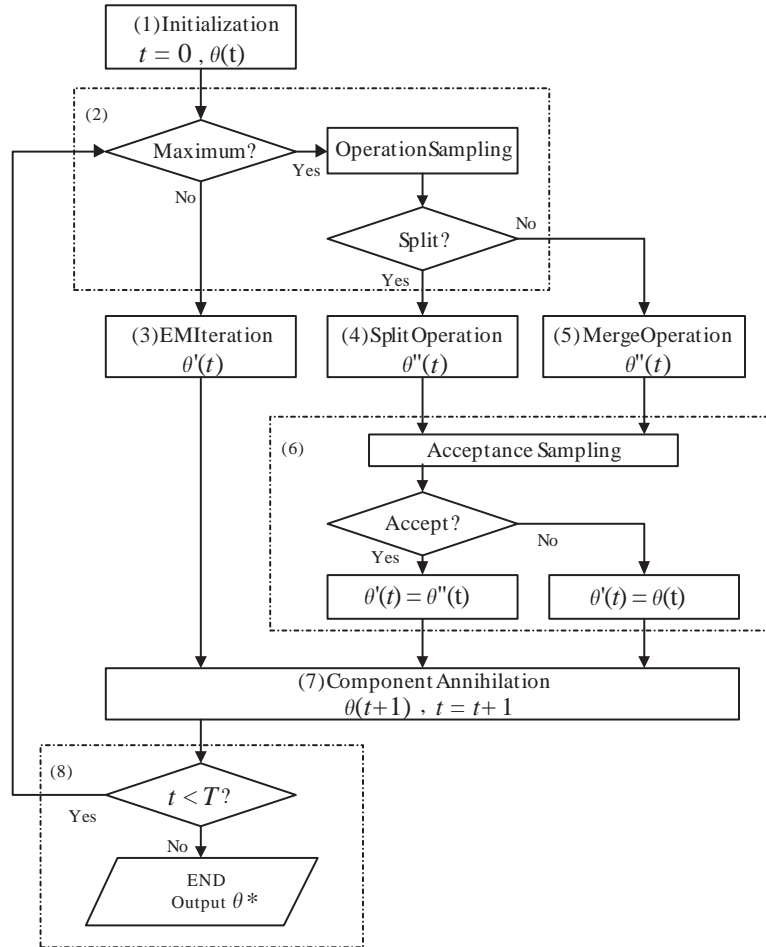 (1)Initialization
t = 0 , θ(t)
(2)
Maximum?
Yes
OperationSampling
No
Split?
No
Yes
(3)EMIteration
θ'(t)
(4)SplitOperation
θ''(t)
(5)MergeOperation
θ''(t)
(6)
Acceptance Sampling
Accept?
Yes
No
θ'(t) = θ''(t)
θ'(t) = θ(t)
(7)Component Annihilation
θ(t+1) , t = t+1
(8)
t < T?
Yes
No
END
Output θ*